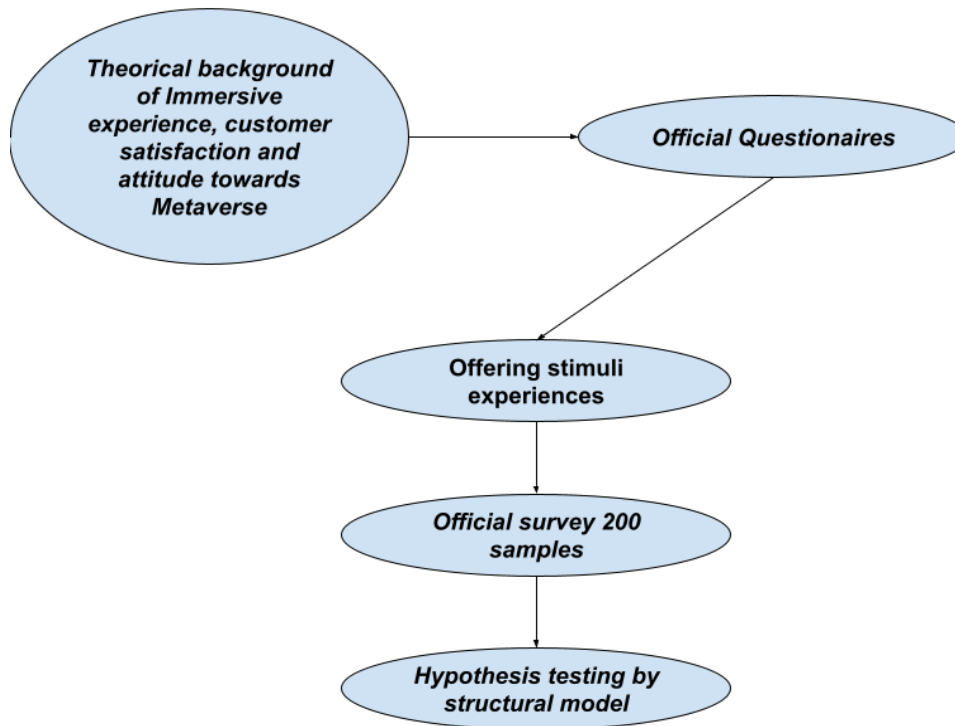 Theorical background
of Immersive
experience, customer
satisfaction and
attitude towards
Metaverse
Official Questionaires
Offering stimuli
experiences
Official survey 200
samples
Hypothesis testing by
structural model